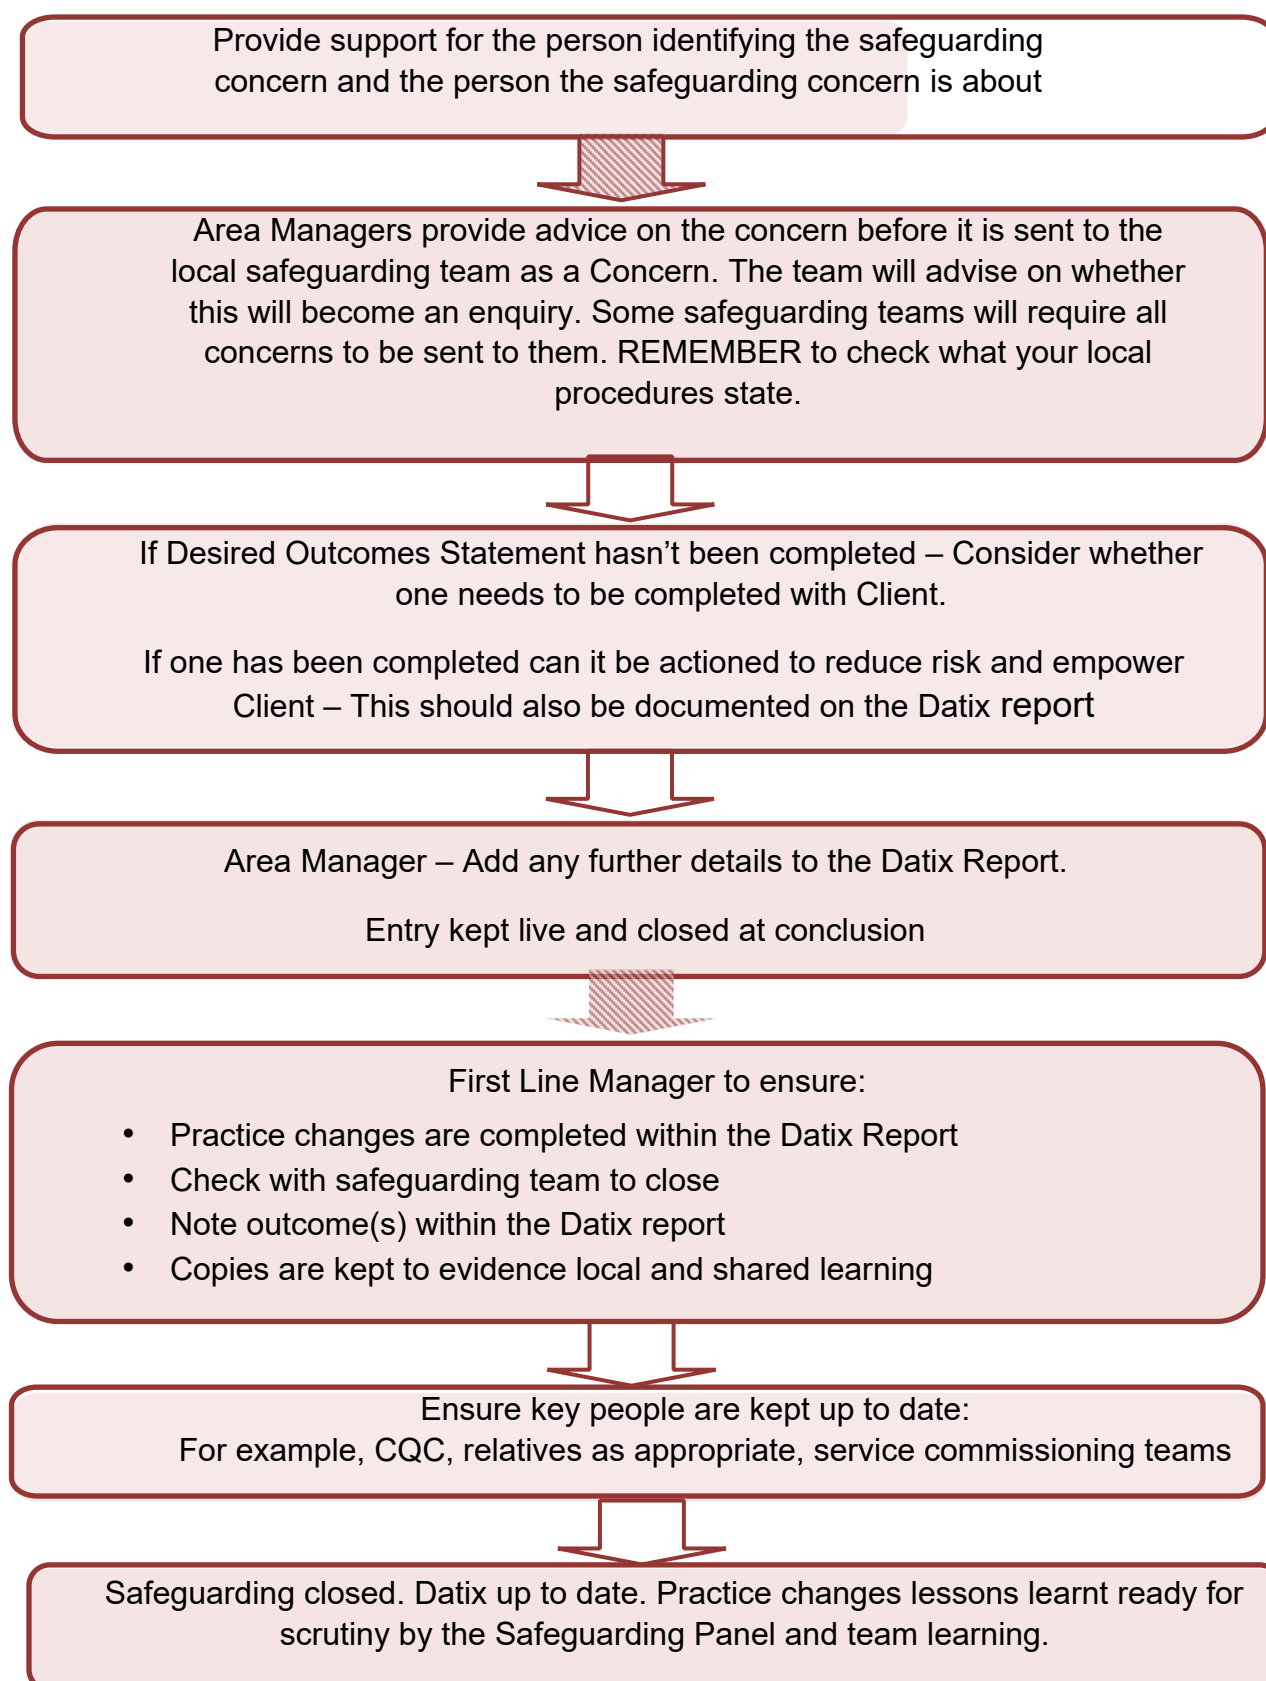 Provide support for the person identifying the safeguarding
concern and the person the safeguarding concern is about
Area Managers provide advice on the concern before it is sent to the
local safeguarding team as a Concern. The team will advise on whether
this will become an enquiry. Some safeguarding teams will require all
concerns to be sent to them. REMEMBER to check what your local
procedures state.
If Desired Outcomes Statement hasn’t been completed – Consider whether
one needs to be completed with Client.
If one has been completed can it be actioned to reduce risk and empower
Client – This should also be documented on the Datix report
Area Manager – Add any further details to the Datix Report.
Entry kept live and closed at conclusion
First Line Manager to ensure:
• Practice changes are completed within the Datix Report
• Check with safeguarding team to close
• Note outcome(s) within the Datix report
• Copies are kept to evidence local and shared learning
Ensure key people are kept up to date:
For example, CQC, relatives as appropriate, service commissioning teams
Safeguarding closed. Datix up to date. Practice changes lessons learnt ready for
scrutiny by the Safeguarding Panel and team learning.